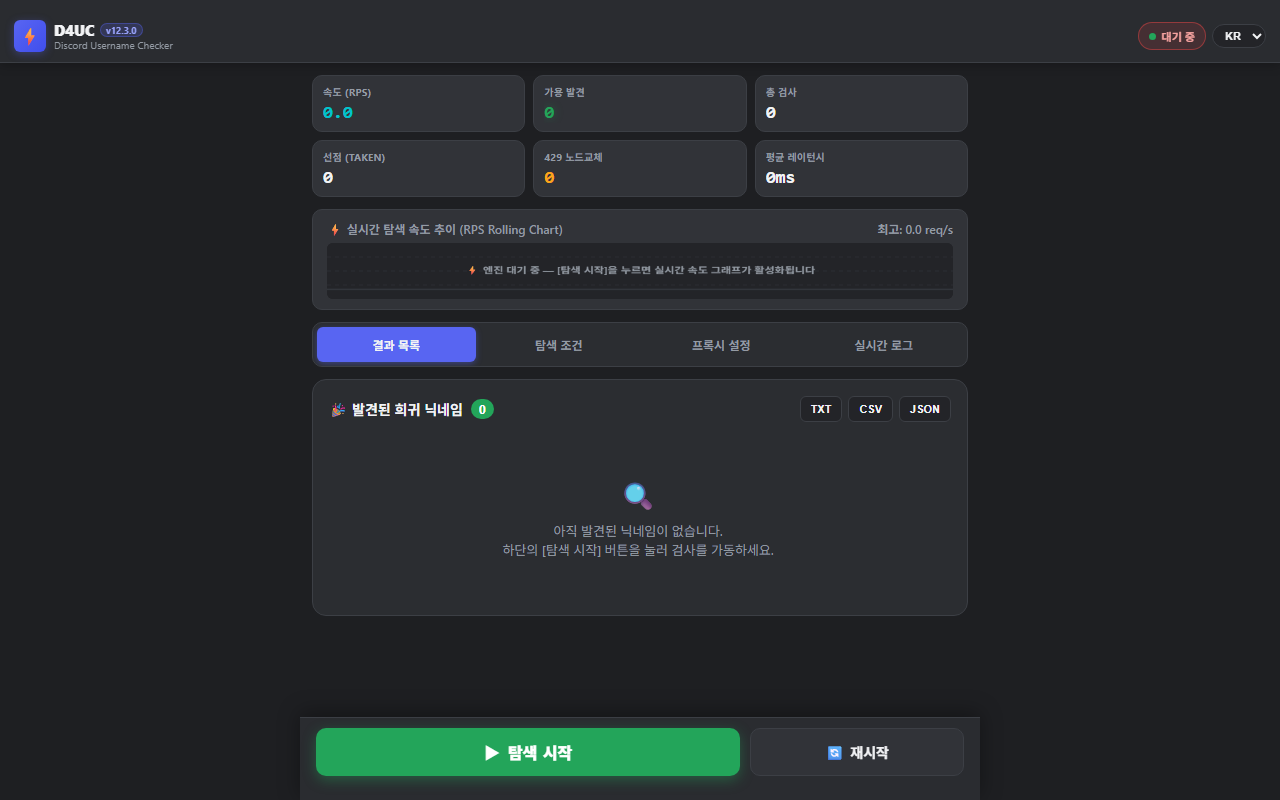 D4UC v12.3.0
Discord Username Checker
대기 중
KR
속도 (RPS)
0.0
가용 발견
0
총 검사
0
선점 (TAKEN)
0
429 노드교체
0
평균 레이턴시
0ms
실시간 탐색 속도 추이 (RPS Rolling Chart)
최고: 0.0 req/s
엔진 대기 중 — [탐색 시작]을 누르면 실시간 속도 그래프가 활성화됩니다
결과 목록
탐색 조건
프록시 설정
실시간 로그
발견된 희귀 닉네임 0
TXT
CSV
JSON
아직 발견된 닉네임이 없습니다.
하단의 [탐색 시작] 버튼을 눌러 검사를 가동하세요.
▶ 탐색 시작
재시작